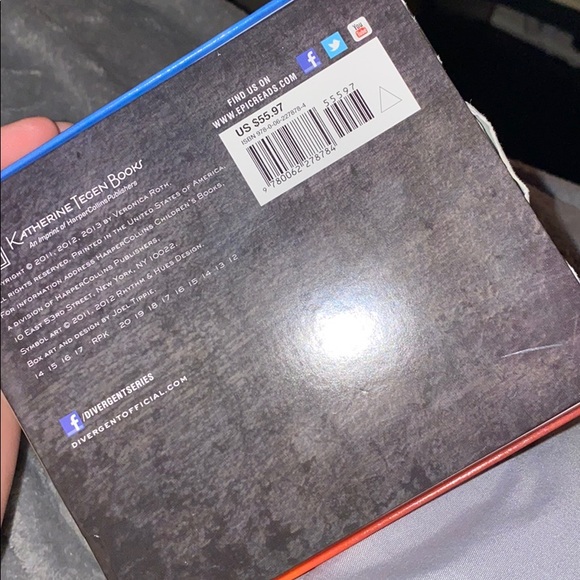 You Tube
FIND US ON
WWW.EPICREADS.COM
US $55.97
ISBN 978-0-06-227878-4
55597
9 780062 278784
KATHERINE TEGEN BOOKS
An Imprint of HarperCollinsPublishers
COPYRIGHT © 2011, 2012, 2013 BY VERONICA ROTH.
ALL RIGHTS RESERVED. PRINTED IN THE UNITED STATES OF AMERICA.
FOR INFORMATION ADDRESS HARPERCOLLINS CHILDREN'S BOOKS,
A DIVISION OF HARPERCOLLINS PUBLISHERS,
10 EAST 53RD STREET, NEW YORK, NY 10022.
SYMBOL ART © 2011, 2012 RHYTHM & HUES DESIGN.
BOX ART AND DESIGN BY JOEL TIPPIE.
14 15 16 17 RPK 20 19 18 17 16 15 14 13 12
f /DIVERGENTSERIES
DIVERGENTOFFICIAL.COM